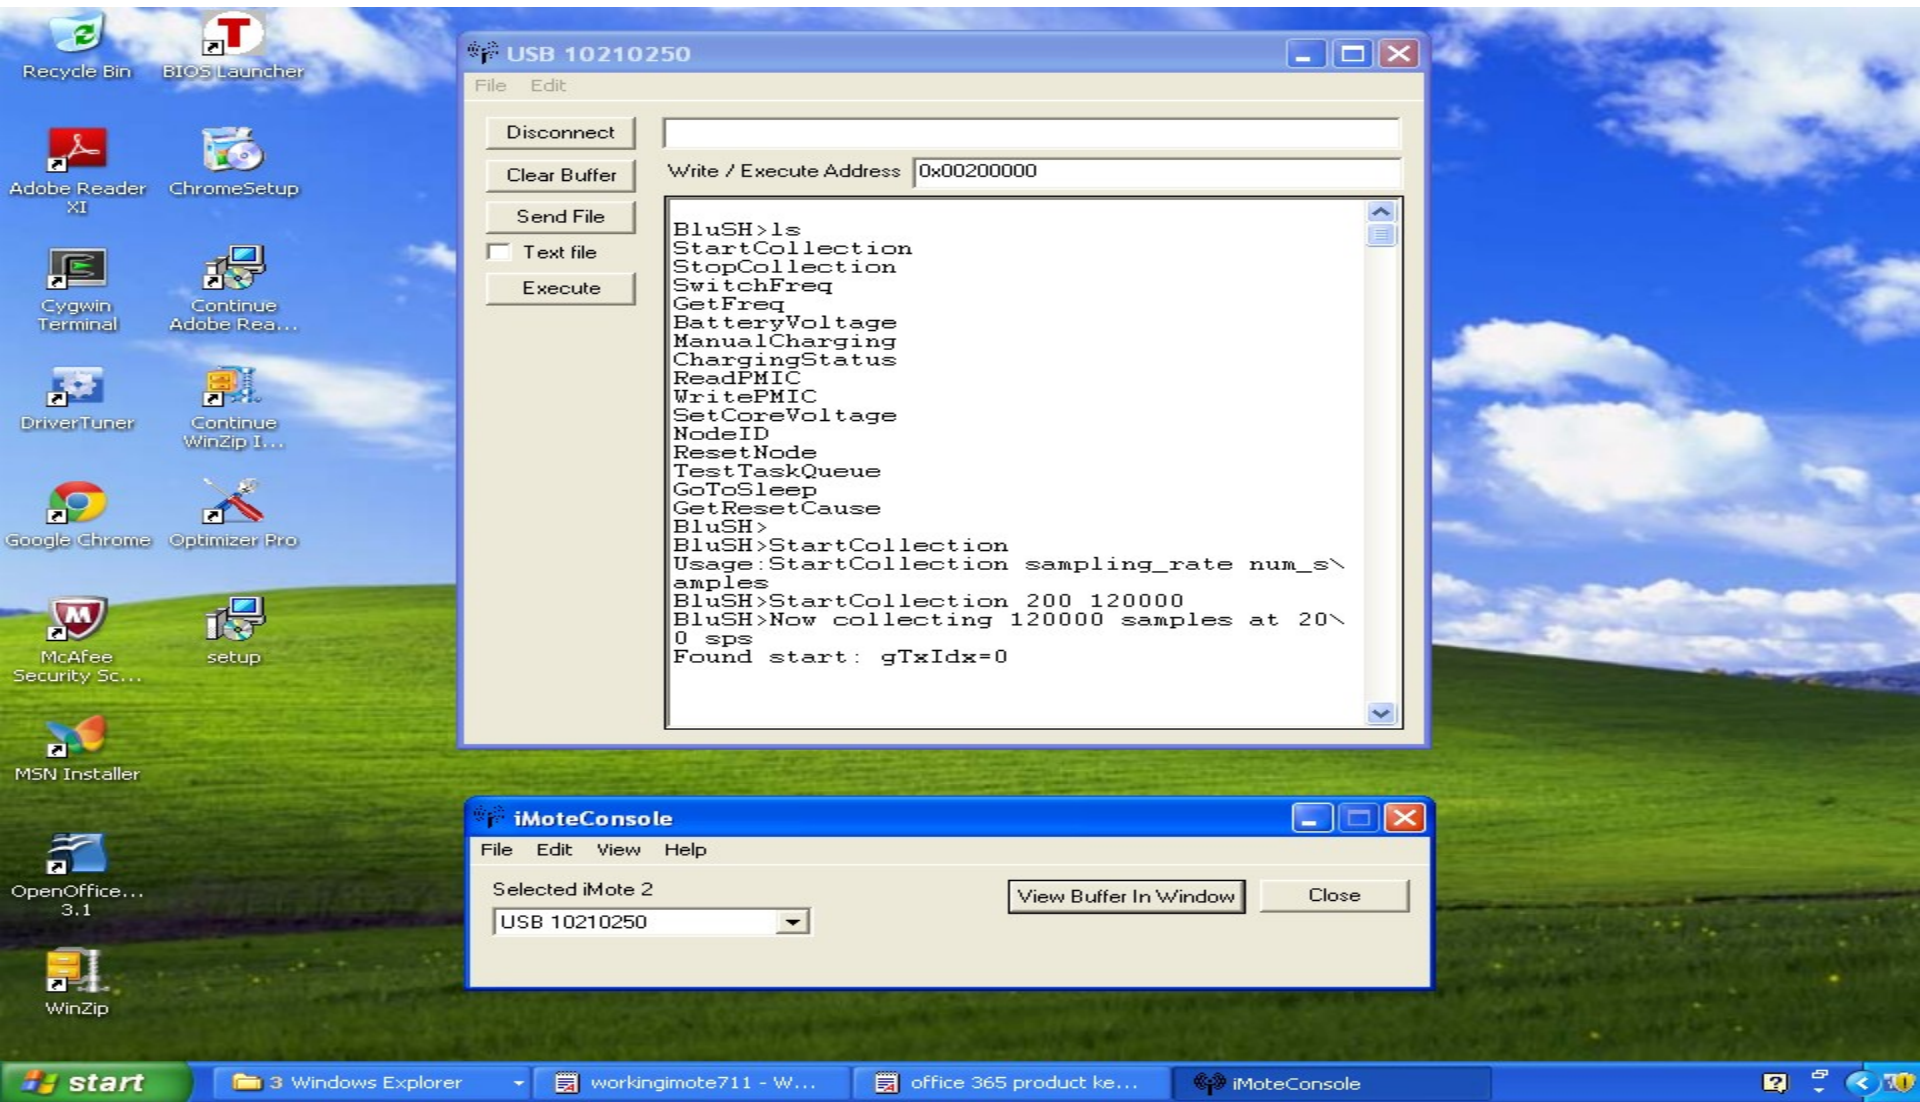 Recycle Bin
BIOS Launcher
Adobe Reader
XI
ChromeSetup
Cygwin
Terminal
Continue
Adobe Rea...
DriverTuner
Continue
WinZip I...
Google Chrome
Optimizer Pro
McAfee
Security Sc...
setup
MSN Installer
OpenOffice...
3.1
WinZip
USB 10210250
File Edit
Disconnect
Clear Buffer
Write / Execute Address 0x00200000
Send File
Text file
Execute
BluSH>ls
StartCollection
StopCollection
SwitchFreq
GetFreq
BatteryVoltage
ManualCharging
ChargingStatus
ReadPMIC
WritePMIC
SetCoreVoltage
NodeID
ResetNode
TestTaskQueue
GoToSleep
GetResetCause
BluSH>
BluSH>StartCollection
Usage:StartCollection sampling_rate num_s\
amples
BluSH>StartCollection 200 120000
BluSH>Now collecting 120000 samples at 20\
0 sps
Found start: gTxIdx=0
iMoteConsole
File Edit View Help
Selected iMote 2
USB 10210250
View Buffer In Window
Close
start
3 Windows Explorer
workingimote711 - W...
office 365 product ke...
iMoteConsole